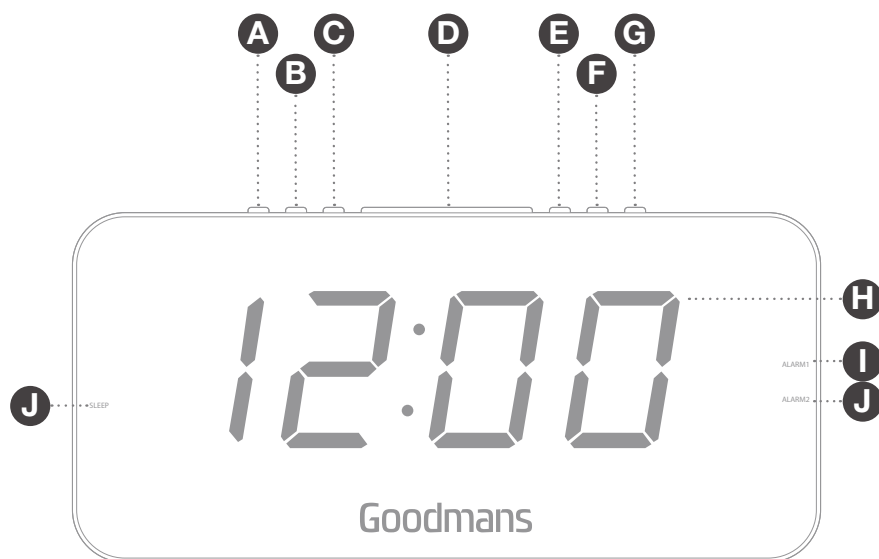 A C D E G
B F
12:00
H
ALARM1 I
J SLEEP ALARM2 J
Goodmans